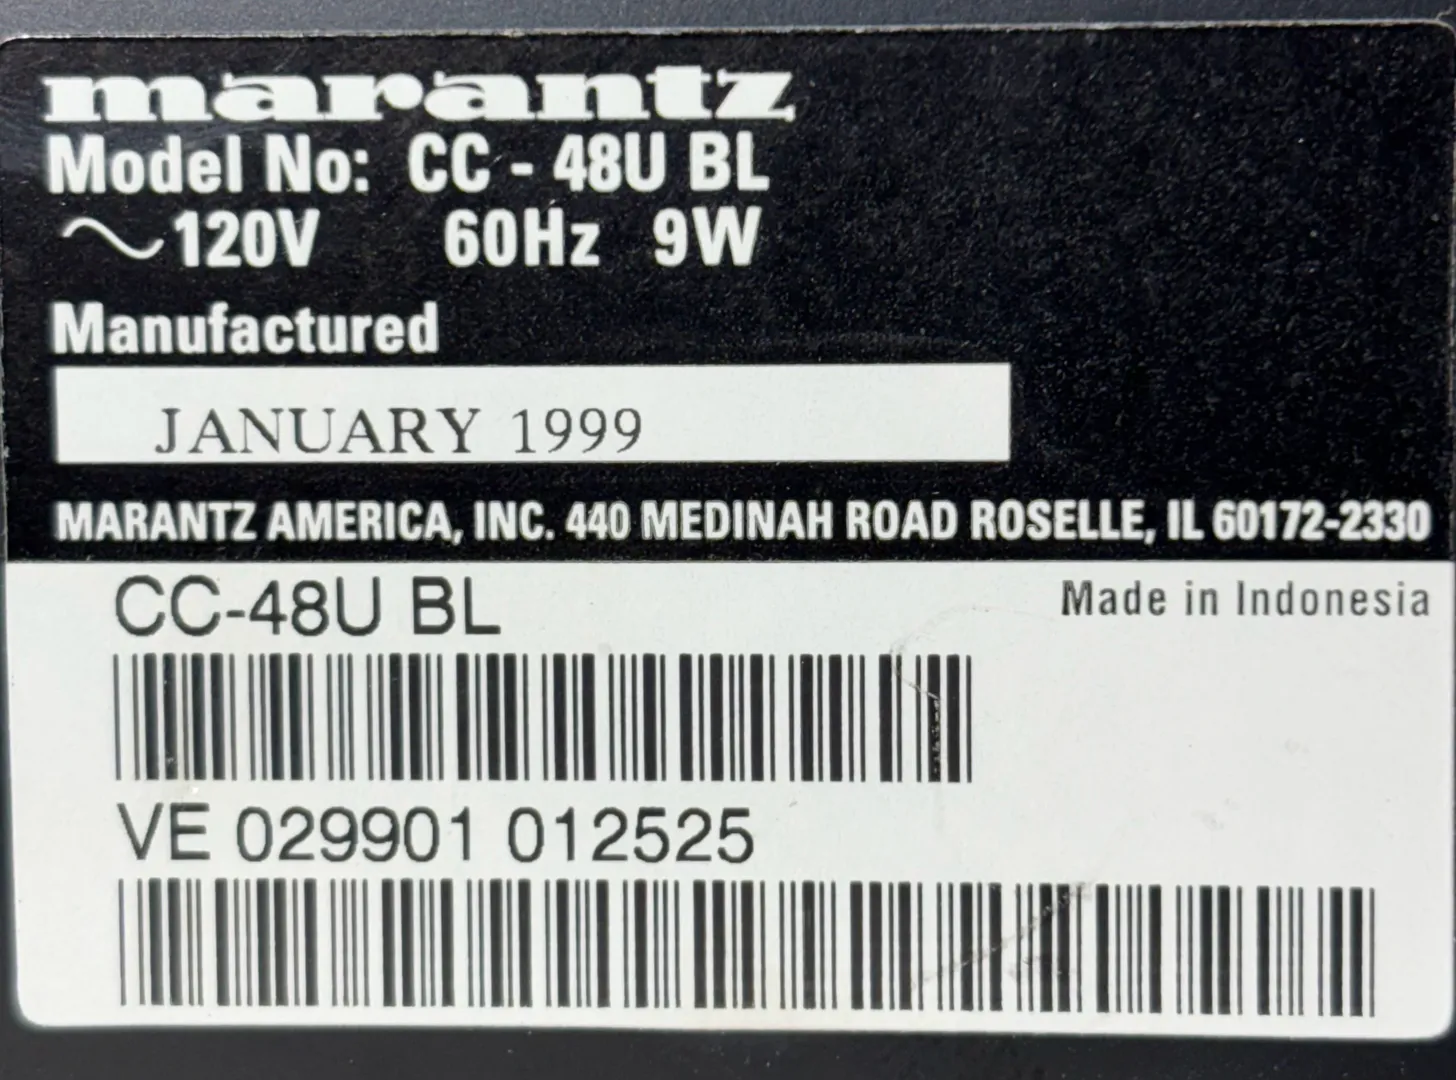 marantz
Model No: CC - 48U BL
～120V 60Hz 9W
Manufactured
JANUARY 1999
MARANTZ AMERICA, INC. 440 MEDINAH ROAD ROSELLE, IL 60172-2330
CC-48U BL
Made in Indonesia
VE 029901 012525